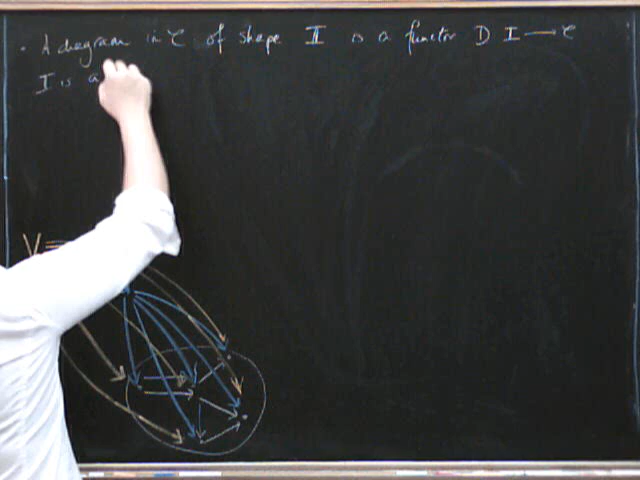 · A diagram in 𝒞 of shape 𝕀 is a functor D I → 𝒞
I is a
V =